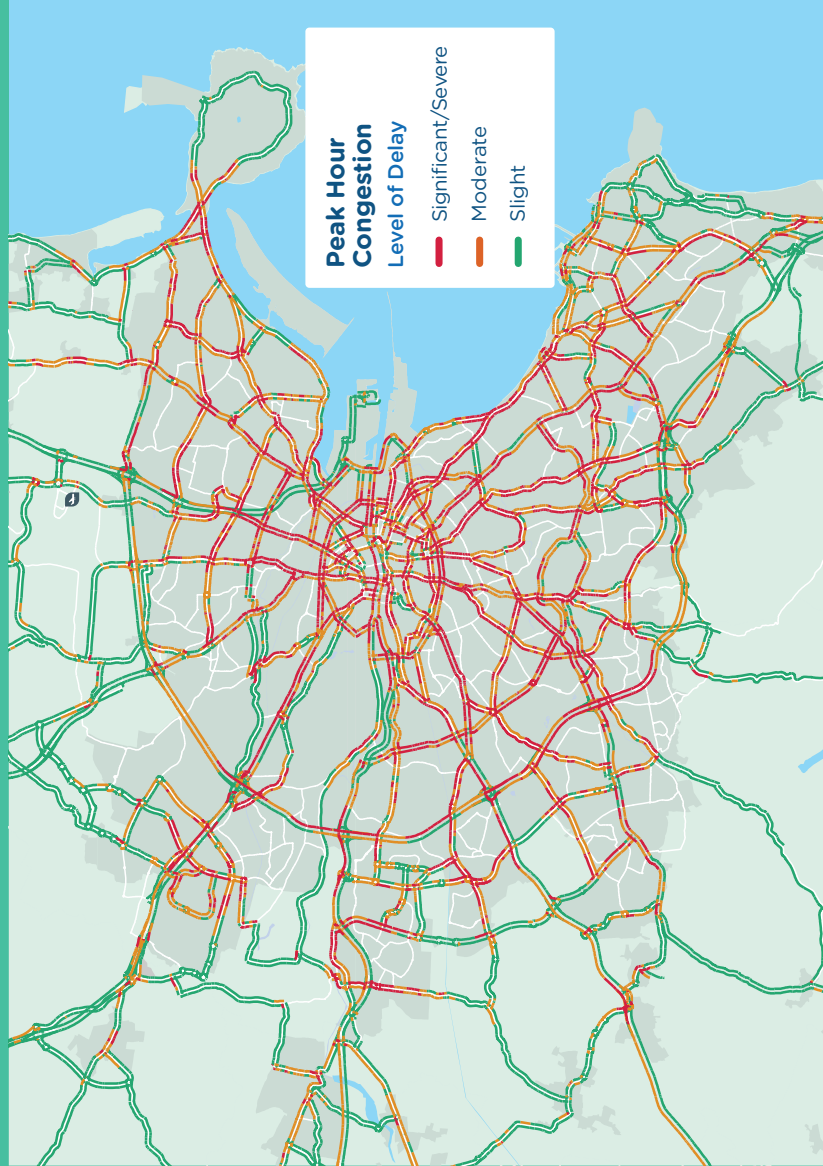 Peak Hour
Congestion
Level of Delay
Significant/Severe
Moderate
Slight